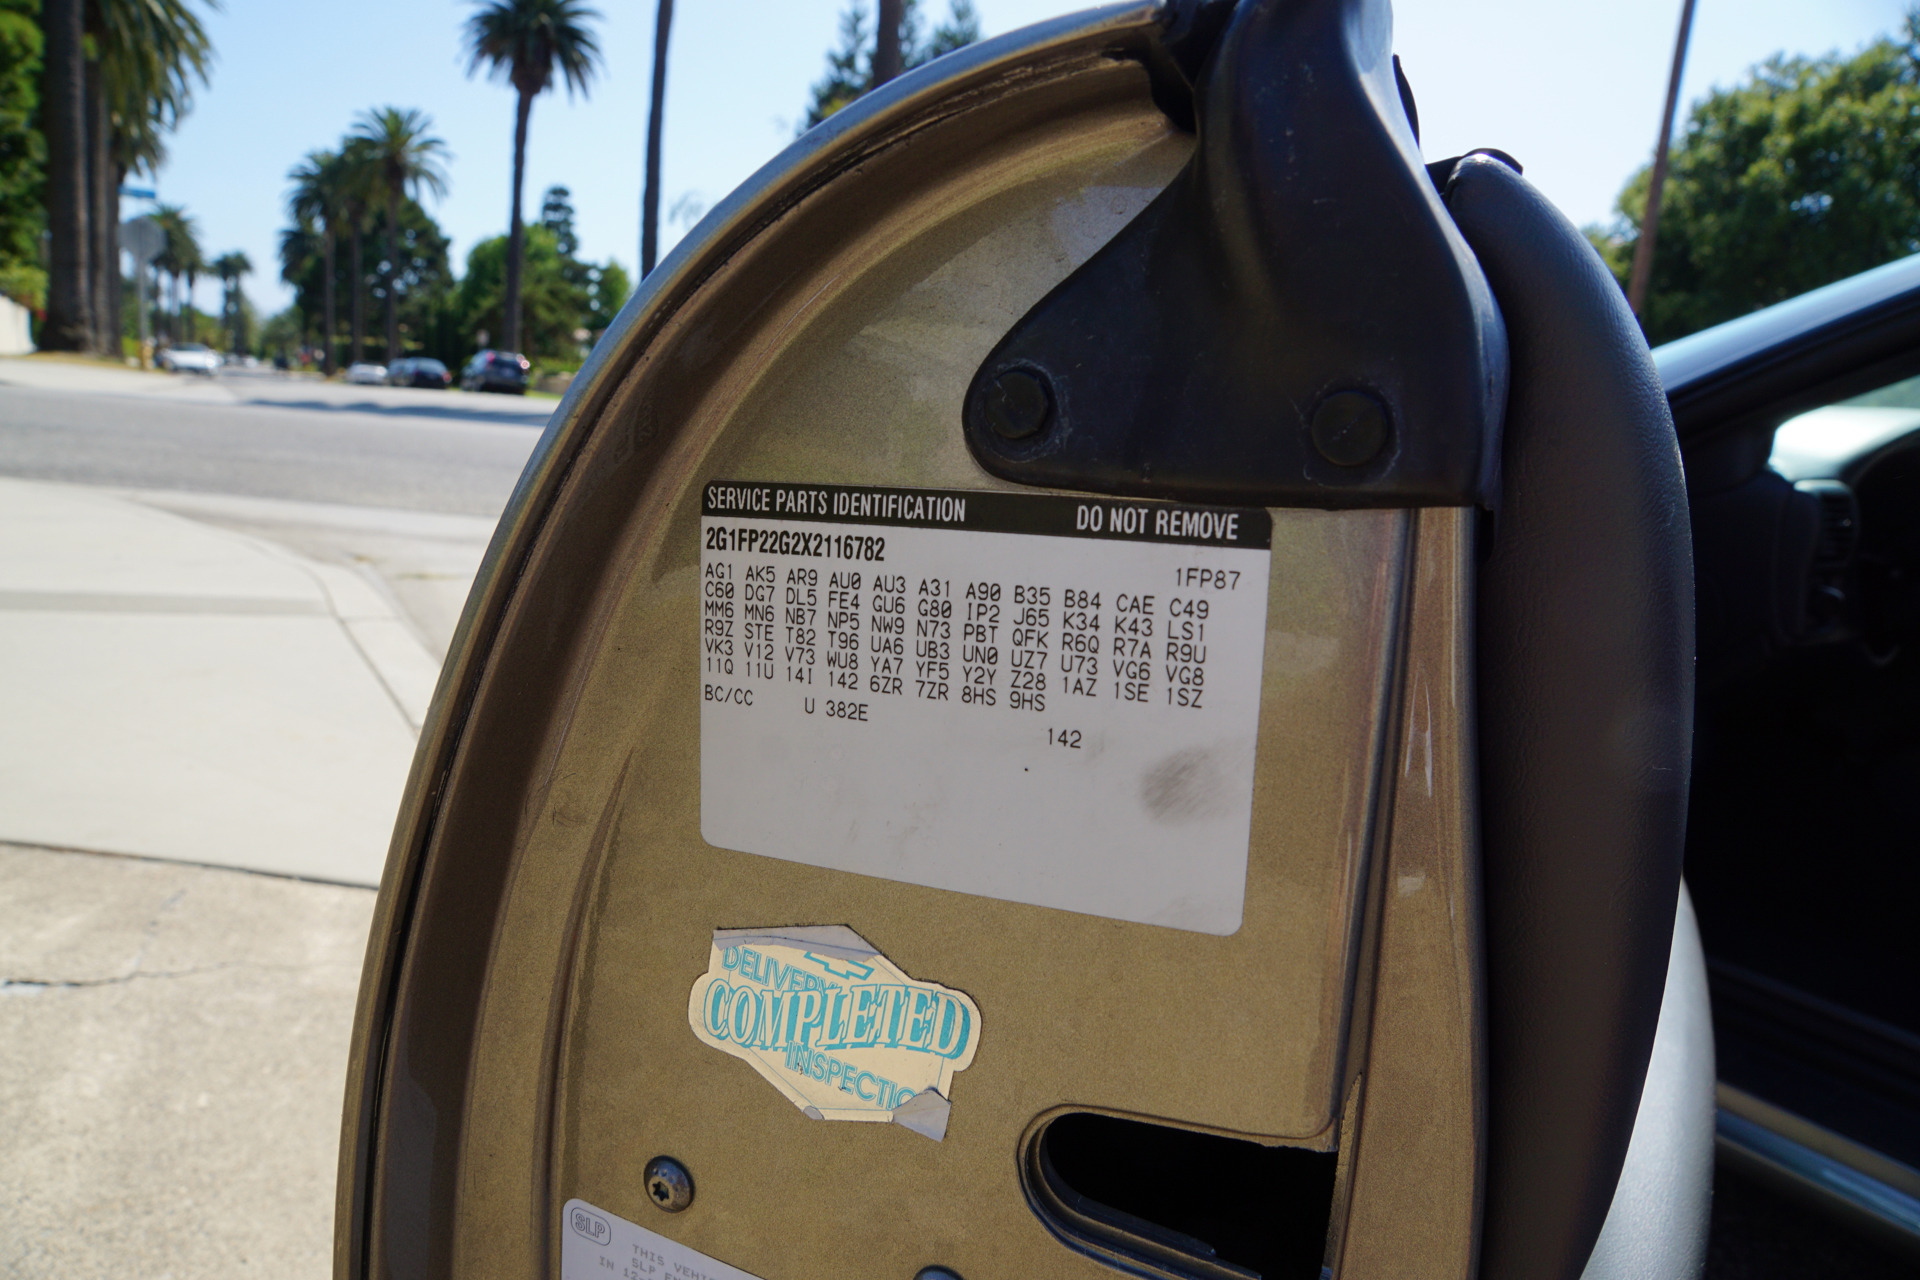 SERVICE PARTS IDENTIFICATION DO NOT REMOVE
2G1FP22G2X2116782 1FP87
AG1 AK5 AR9 AU0 AU3 A31 A90 B35 B84 CAE C49
C60 DG7 DL5 FE4 GU6 G80 IP2 J65 K34 K43 LS1
MM6 MN6 NB7 NP5 NW9 N73 PBT QFK R6Q R7A R9U
R9Z STE T82 T96 UA6 UB3 UN0 UZ7 U73 VG6 VG8
VK3 V12 V73 WU8 YA7 YF5 Y2Y Z28 1AZ 1SE 1SZ
11Q 11U 14I 142 6ZR 7ZR 8HS 9HS
BC/CC U 382E
142
DELIVERY
COMPLETED
INSPECTIO
SLP
THIS VEHI
SLP EN
IN 12-